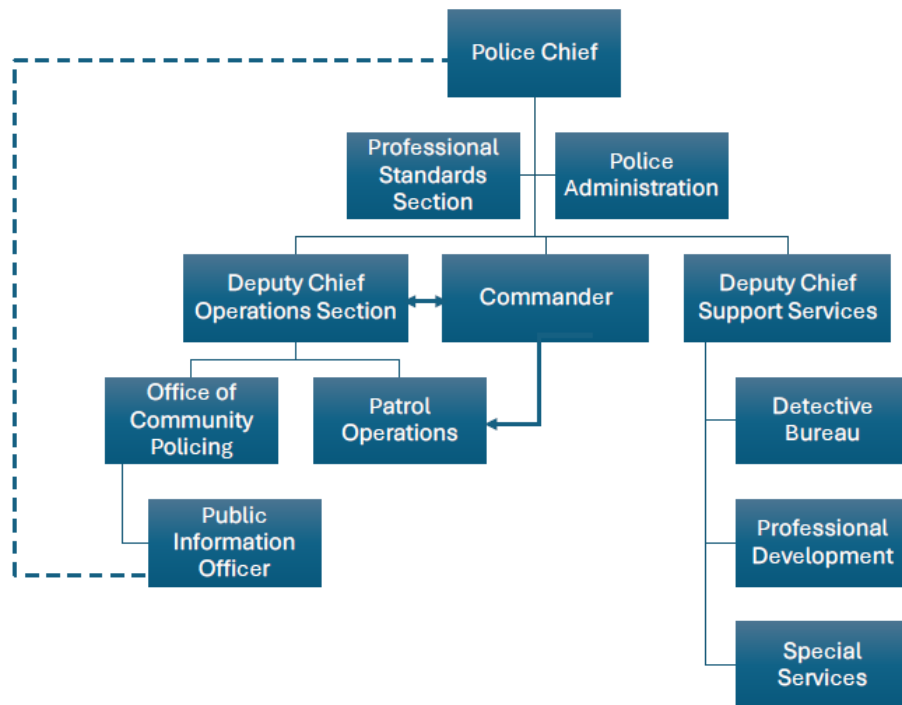 Police Chief
Professional
Standards
Section
Police
Administration
Deputy Chief
Operations Section
Commander
Deputy Chief
Support Services
Office of
Community
Policing
Patrol
Operations
Detective
Bureau
Public
Information
Officer
Professional
Development
Special
Services